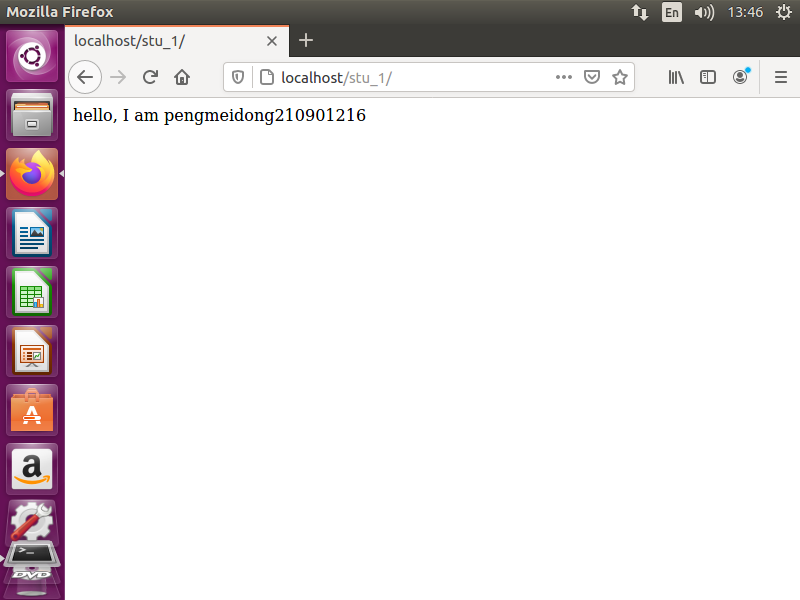 Mozilla Firefox
En
13:46
localhost/stu_1/
localhost/stu_1/
hello, I am pengmeidong210901216
A
a
>_
DVD